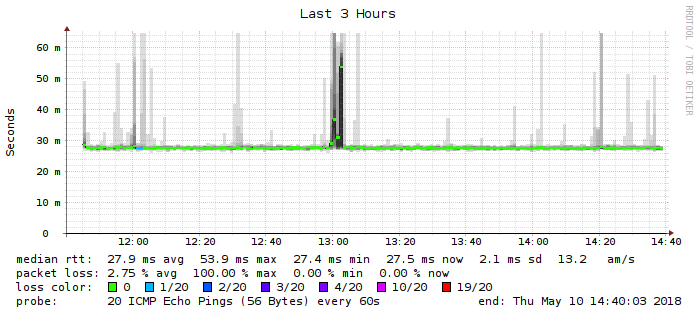 Last 3 Hours
RRDTOOL / TOBI OETIKER
Seconds
60 m
50 m
40 m
30 m
20 m
10 m
0
12:00 12:20 12:40 13:00 13:20 13:40 14:00 14:20 14:40
median rtt: 27.9 ms avg 53.9 ms max 27.4 ms min 27.5 ms now 2.1 ms sd 13.2 am/s
packet loss: 2.75 % avg 100.00 % max 0.00 % min 0.00 % now
loss color: 0 1/20 2/20 3/20 4/20 10/20 19/20
probe: 20 ICMP Echo Pings (56 Bytes) every 60s end: Thu May 10 14:40:03 2018